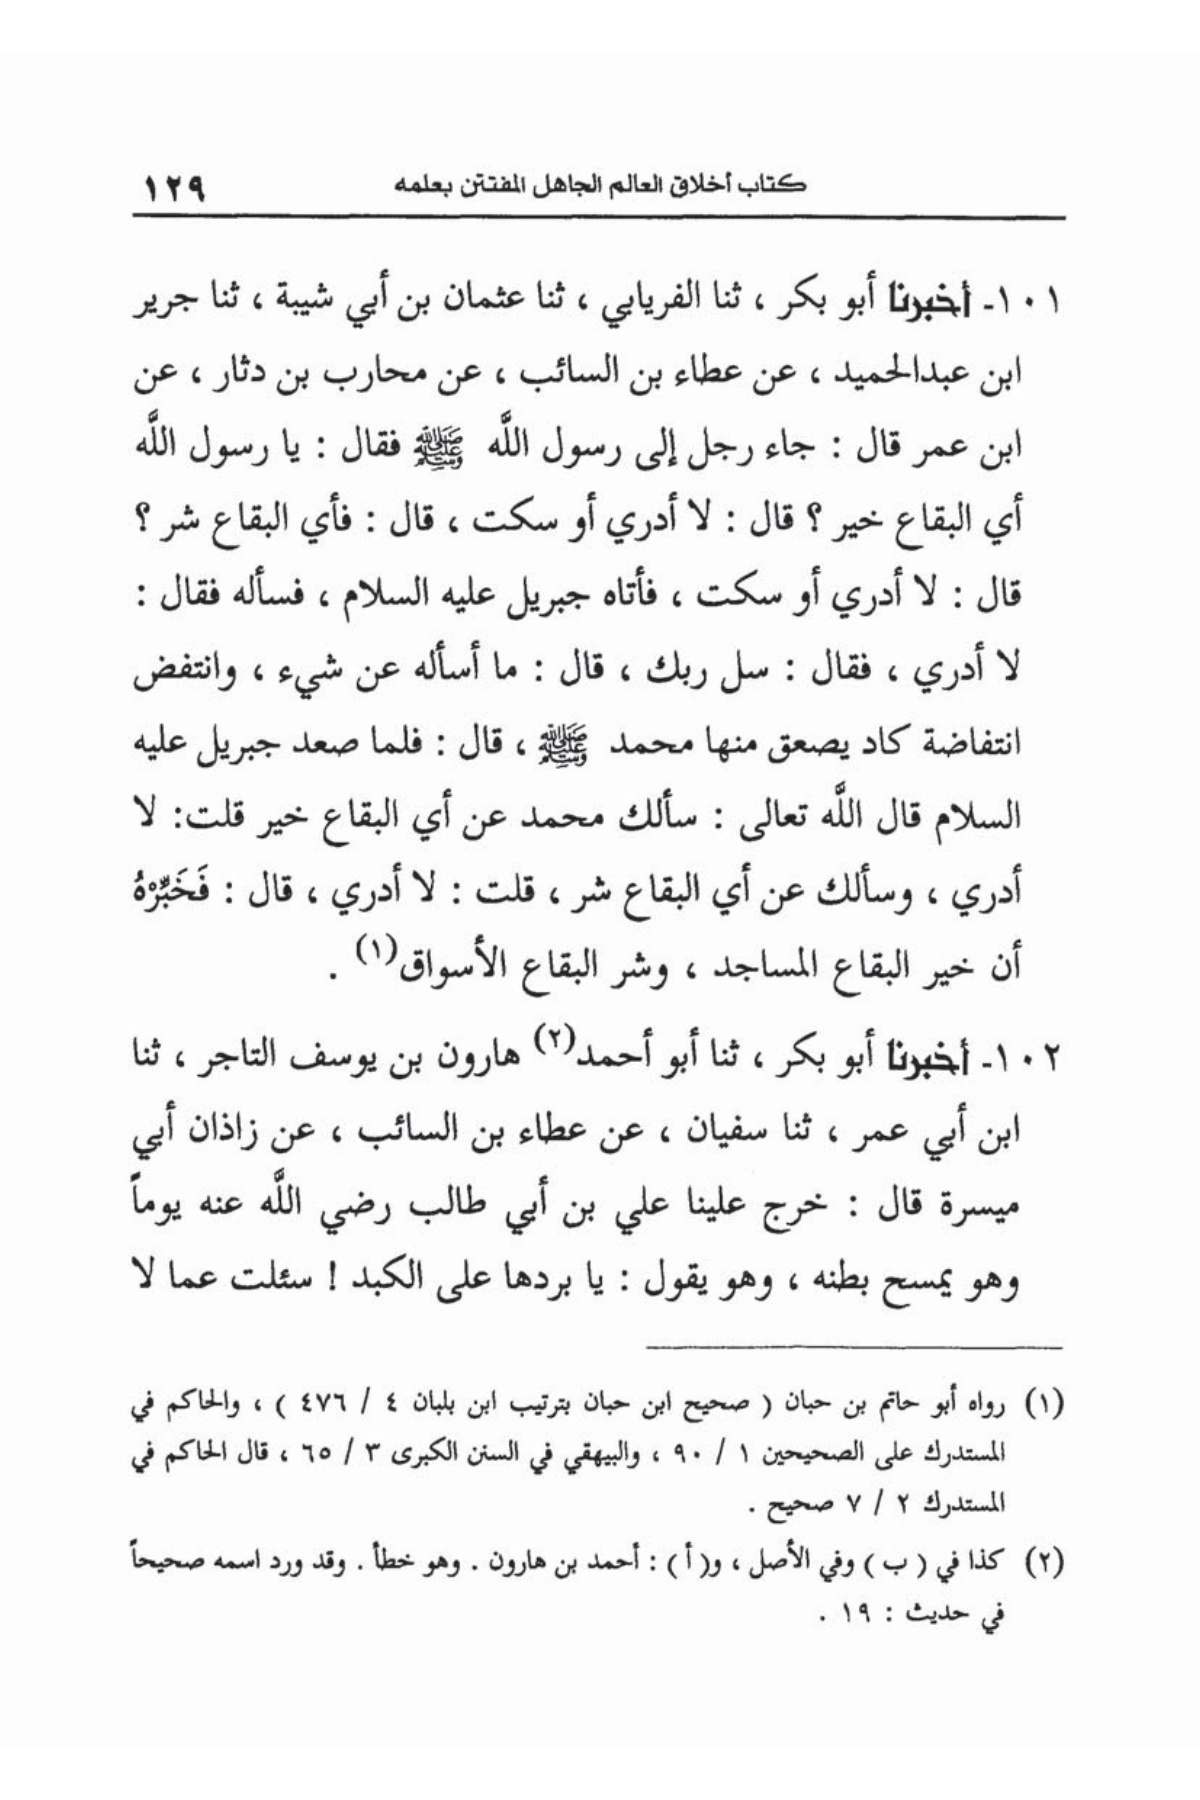 كتاب أخلاق العالم الجاهل المفتتن بعلمه ١٢٩
١٠١- أخبرنا أبو بكر ، ثنا الفريابي ، ثنا عثمان بن أبي شيبة ، ثنا جرير
ابن عبدالحميد ، عن عطاء بن السائب ، عن محارب بن دثار ، عن
ابن عمر قال : جاء رجل إلى رسول اللَّه ﷺ فقال : يا رسول اللَّه
أي البقاع خير ؟ قال : لا أدري أو سكت ، قال : فأي البقاع شر ؟
قال : لا أدري أو سكت ، فأتاه جبريل عليه السلام ، فسأله فقال :
لا أدري ، فقال : سل ربك ، قال : ما أسأله عن شيء ، وانتفض
انتفاضة كاد يصعق منها محمد ﷺ ، قال : فلما صعد جبريل عليه
السلام قال اللَّه تعالى : سألك محمد عن أي البقاع خير قلت: لا
أدري ، وسألك عن أي البقاع شر ، قلت : لا أدري ، قال : فَخَبِّرْهُ
أن خير البقاع المساجد ، وشر البقاع الأسواق(١) .
١٠٢- أخبرنا أبو بكر ، ثنا أبو أحمد(٢) هارون بن يوسف التاجر ، ثنا
ابن أبي عمر ، ثنا سفيان ، عن عطاء بن السائب ، عن زاذان أبي
ميسرة قال : خرج علينا علي بن أبي طالب رضي اللَّه عنه يوماً
وهو يمسح بطنه ، وهو يقول : يا بردها على الكبد ! سئلت عما لا
(١) رواه أبو حاتم بن حبان ( صحيح ابن حبان بترتيب ابن بلبان ٤ / ٤٧٦ ) ، والحاكم في
المستدرك على الصحيحين ١ / ٩٠ ، والبيهقي في السنن الكبرى ٣ / ٦٥ ، قال الحاكم في
المستدرك ٢ / ٧ صحيح .
(٢) كذا في ( ب ) وفي الأصل ، و( أ ) : أحمد بن هارون . وهو خطأ . وقد ورد اسمه صحيحاً
في حديث : ١٩ .